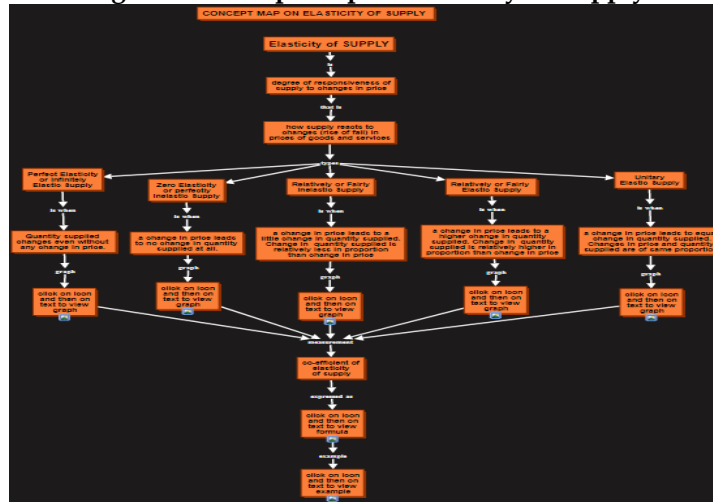 CONCEPT MAP ON ELASTICITY OF SUPPLY
Elasticity of SUPPLY
is
degree of responsiveness of
supply to changes in price
that is
how supply reacts to
changes (rise of fall) in
prices of goods and services
types
Perfect Elasticity
or Infinitely
Elastic Supply
is when
Quantity supplied
changes even without
any change in price.
graph
click on icon
and then on
text to view
graph
Zero Elasticity
or perfectly
Inelastic Supply
is when
a change in price leads
to no change in quantity
supplied at all.
graph
click on icon
and then on
text to view
graph
Relatively or Fairly
Inelastic Supply
is when
a change in price leads to a
little change in quantity supplied.
Change in quantity supplied is
relatively less in proportion
than change in price
graph
click on icon
and then on
text to view
graph
Relatively or Fairly
Elastic Supply
is when
a change in price leads to a
higher change in quantity
supplied. Change in quantity
supplied is relatively higher in
proportion than change in price
graph
click on icon
and then on
text to view
graph
Unitary
Elastic Supply
is when
a change in price leads to equa
change in quantity supplied.
Changes in price and quantity
supplied are of same proportio
graph
click on icon
and then on
text to view
graph
measurement
co-efficient of
elasticity
of supply
expressed as
click on icon
and then on
text to view
formula
example
click on icon
and then on
text to view
example